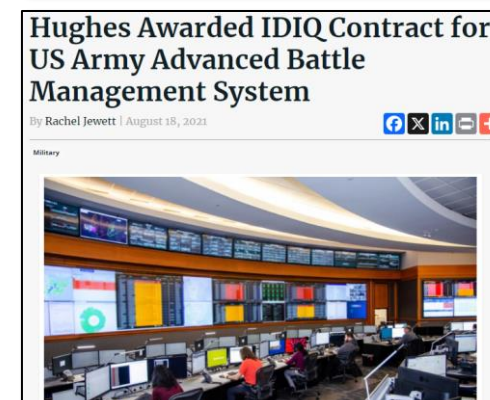 Hughes Awarded IDIQ Contract for
US Army Advanced Battle
Management System
By Rachel Jewett | August 18, 2021
Military